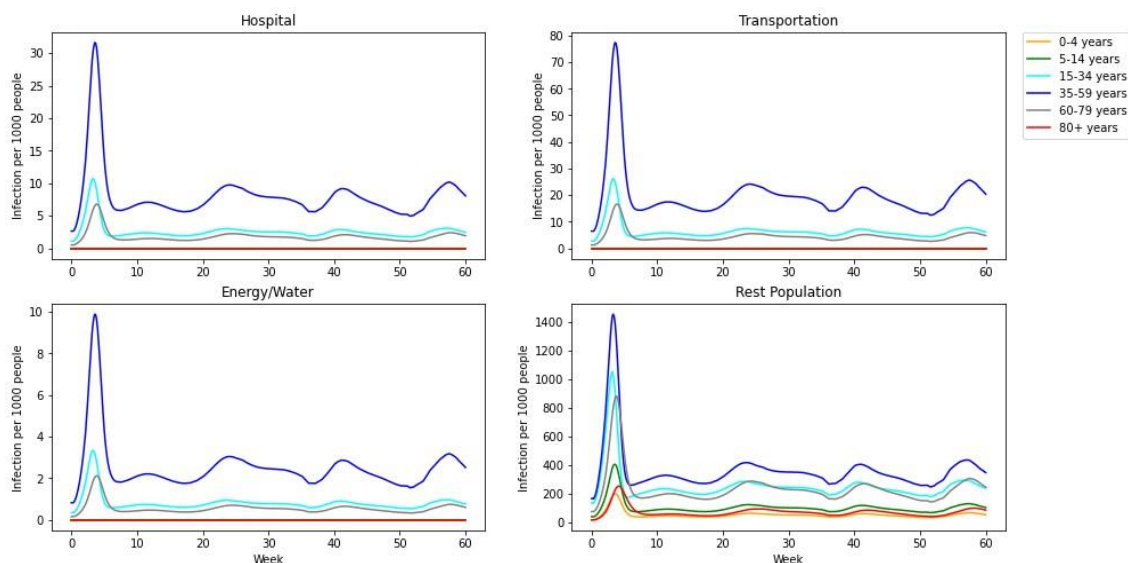 Hospital
Infection per 1000 people
30
25
20
15
10
5
0
0 10 20 30 40 50 60
Transportation
Infection per 1000 people
80
70
60
50
40
30
20
10
0
0 10 20 30 40 50 60
0-4 years
5-14 years
15-34 years
35-59 years
60-79 years
80+ years
Energy/Water
Infection per 1000 people
10
8
6
4
2
0
0 10 20 30 40 50 60
Week
Rest Population
Infection per 1000 people
1400
1200
1000
800
600
400
200
0
0 10 20 30 40 50 60
Week